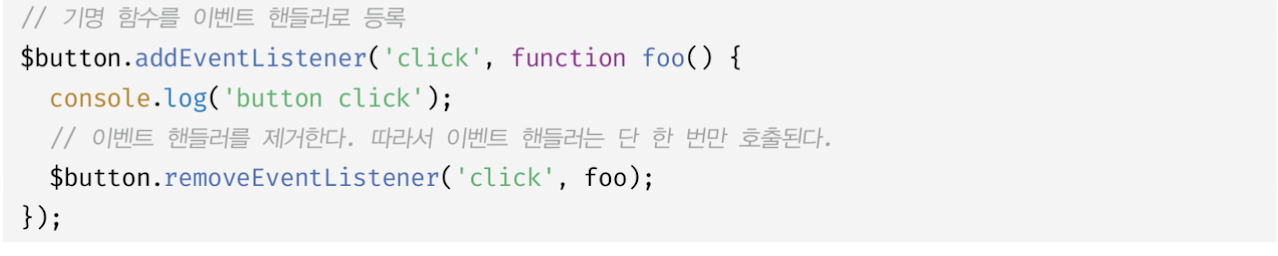 // 기명 함수를 이벤트 핸들러로 등록
$button.addEventListener('click', function foo() {
  console.log('button click');
  // 이벤트 핸들러를 제거한다. 따라서 이벤트 핸들러는 단 한 번만 호출된다.
  $button.removeEventListener('click', foo);
});